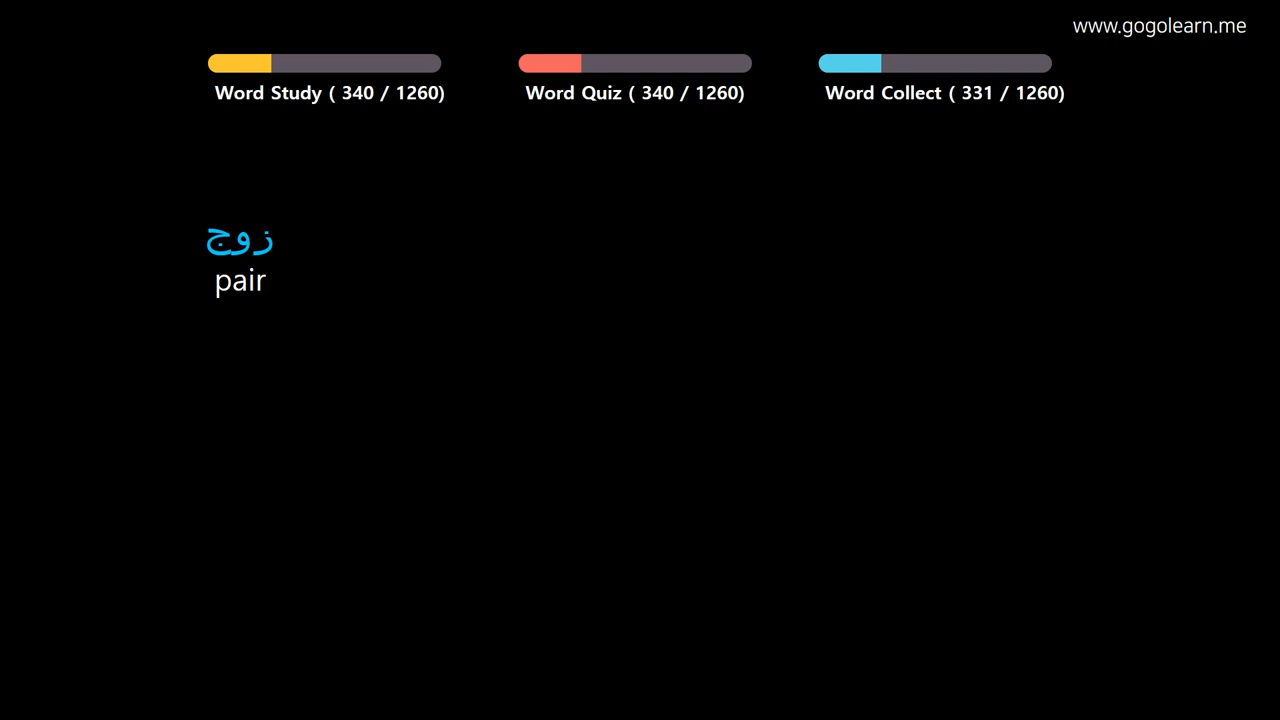 www.gogolearn.me
Word Study ( 340 / 1260)
Word Quiz ( 340 / 1260)
Word Collect ( 331 / 1260)
زوج
pair